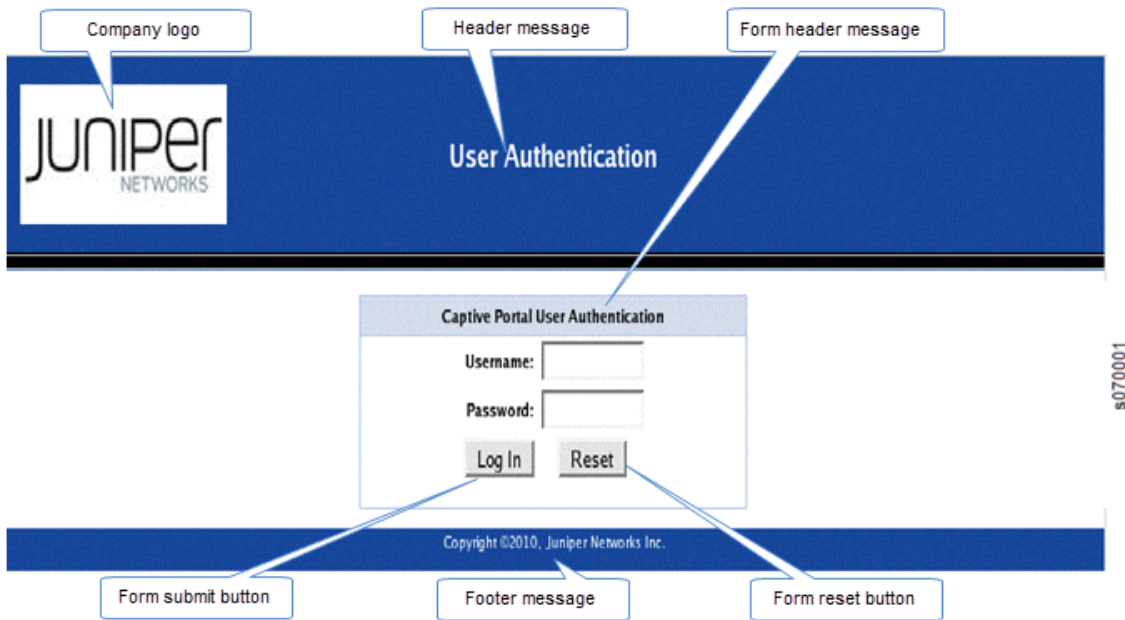 Company logo
Header message
Form header message
JUNIPER
NETWORKS
User Authentication
Captive Portal User Authentication
Username:
Password:
Log In
Reset
s070001
Copyright ©2010, Juniper Networks Inc.
Form submit button
Footer message
Form reset button